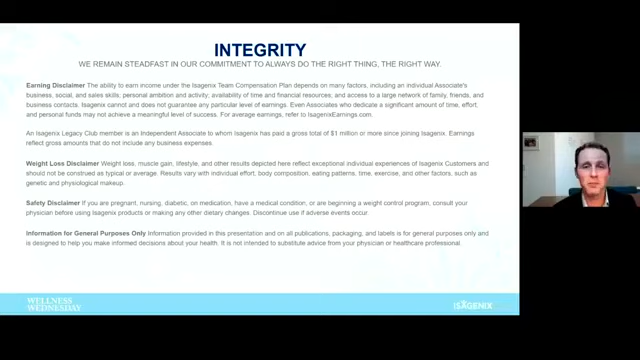 INTEGRITY
WE REMAIN STEADFAST IN OUR COMMITMENT TO ALWAYS DO THE RIGHT THING, THE RIGHT WAY.
Earning Disclaimer The ability to earn income under the Isagenix Team Compensation Plan depends on many factors, including an individual Associate's
business, social, and sales skills; personal ambition and activity; availability of time and financial resources; and access to a large network of family, friends, and
business contacts. Isagenix cannot and does not guarantee any particular level of earnings. Even Associates who dedicate a significant amount of time, effort,
and personal funds may not achieve a meaningful level of success. For average earnings, refer to IsagenixEarnings.com.
An Isagenix Legacy Club member is an Independent Associate to whom Isagenix has paid a gross total of $1 million or more since joining Isagenix. Earnings
reflect gross amounts that do not include any business expenses.
Weight Loss Disclaimer Weight loss, muscle gain, lifestyle, and other results depicted here reflect exceptional individual experiences of Isagenix Customers and
should not be construed as typical or average. Results vary with individual effort, body composition, eating patterns, time, exercise, and other factors, such as
genetic and physiological makeup.
Safety Disclaimer If you are pregnant, nursing, diabetic, on medication, have a medical condition, or are beginning a weight control program, consult your
physician before using Isagenix products or making any other dietary changes. Discontinue use if adverse events occur.
Information for General Purposes Only Information provided in this presentation and on all publications, packaging, and labels is for general purposes only and
is designed to help you make informed decisions about your health. It is not intended to substitute advice from your physician or healthcare professional.
WELLNESS
WEDNESDAY
ISAGENIX